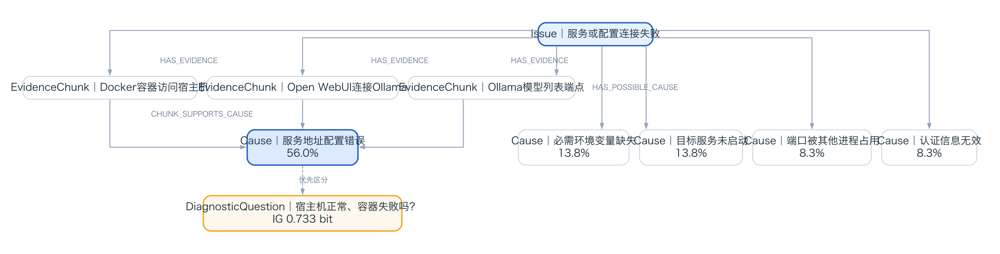 Issue｜服务或配置连接失败
HAS_EVIDENCE
HAS_EVIDENCE
HAS_EVIDENCE
EvidenceChunk｜Docker容器访问宿主机
EvidenceChunk｜Open WebUI连接Ollama
EvidenceChunk｜Ollama模型列表端点
HAS_POSSIBLE_CAUSE
CHUNK_SUPPORTS_CAUSE
Cause｜服务地址配置错误
56.0%
Cause｜必需环境变量缺失
13.8%
Cause｜目标服务未启动
13.8%
Cause｜端口被其他进程占用
8.3%
Cause｜认证信息无效
8.3%
优先区分
DiagnosticQuestion｜宿主机正常、容器失败吗?
IG 0.733 bit